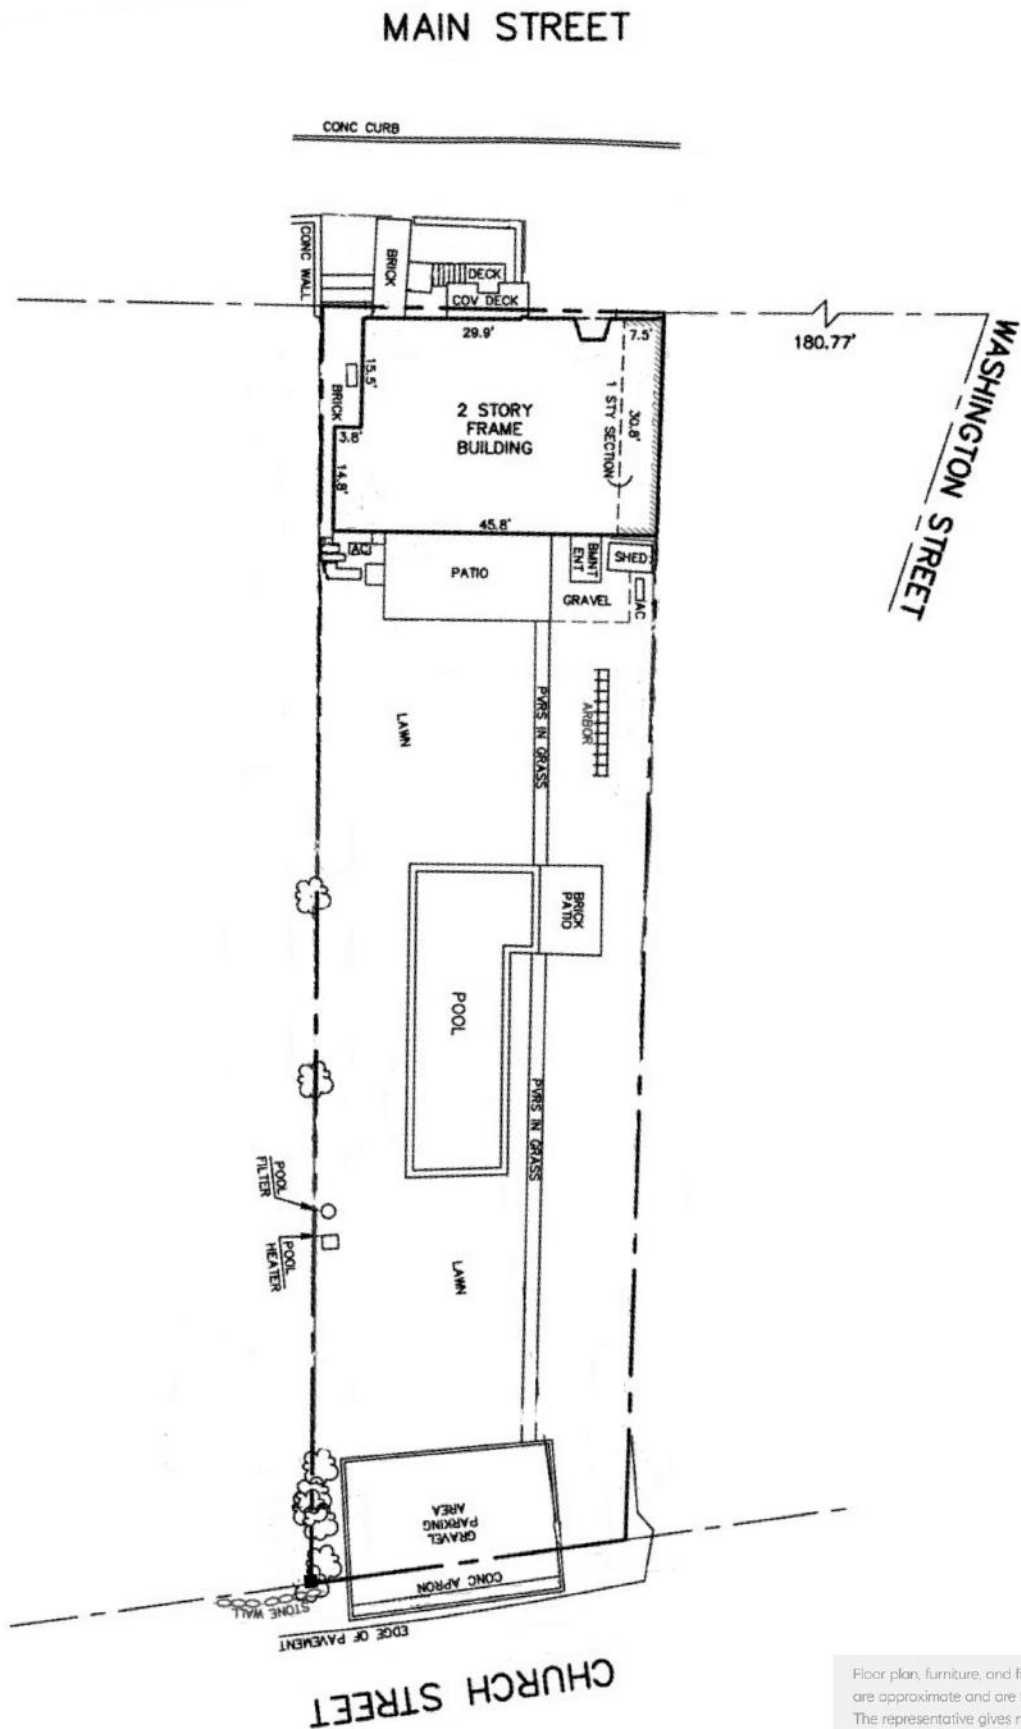 MAIN STREET
CONC CURB
CONC WALL
BRICK
DECK
COV DECK
29.9'
7.5'
180.77'
WASHINGTON STREET
15.5'
BRICK
2 STORY
FRAME
BUILDING
1 STY SECTION
30.8'
3.8'
14.8'
45.8'
AC
PATIO
BMNT
ENT
SHED
GRAVEL
AC
LAWN
PVRS IN GRASS
ARBOR
BRICK
PATIO
POOL
PVRS IN GRASS
POOL
FILTER
POOL
HEATER
LAWN
GRAVEL
PARKING
AREA
CONC APRON
STONE WALL
EDGE OF PAVEMENT
CHURCH STREET
Floor plan, furniture, and
are approximate and are
The representative gives